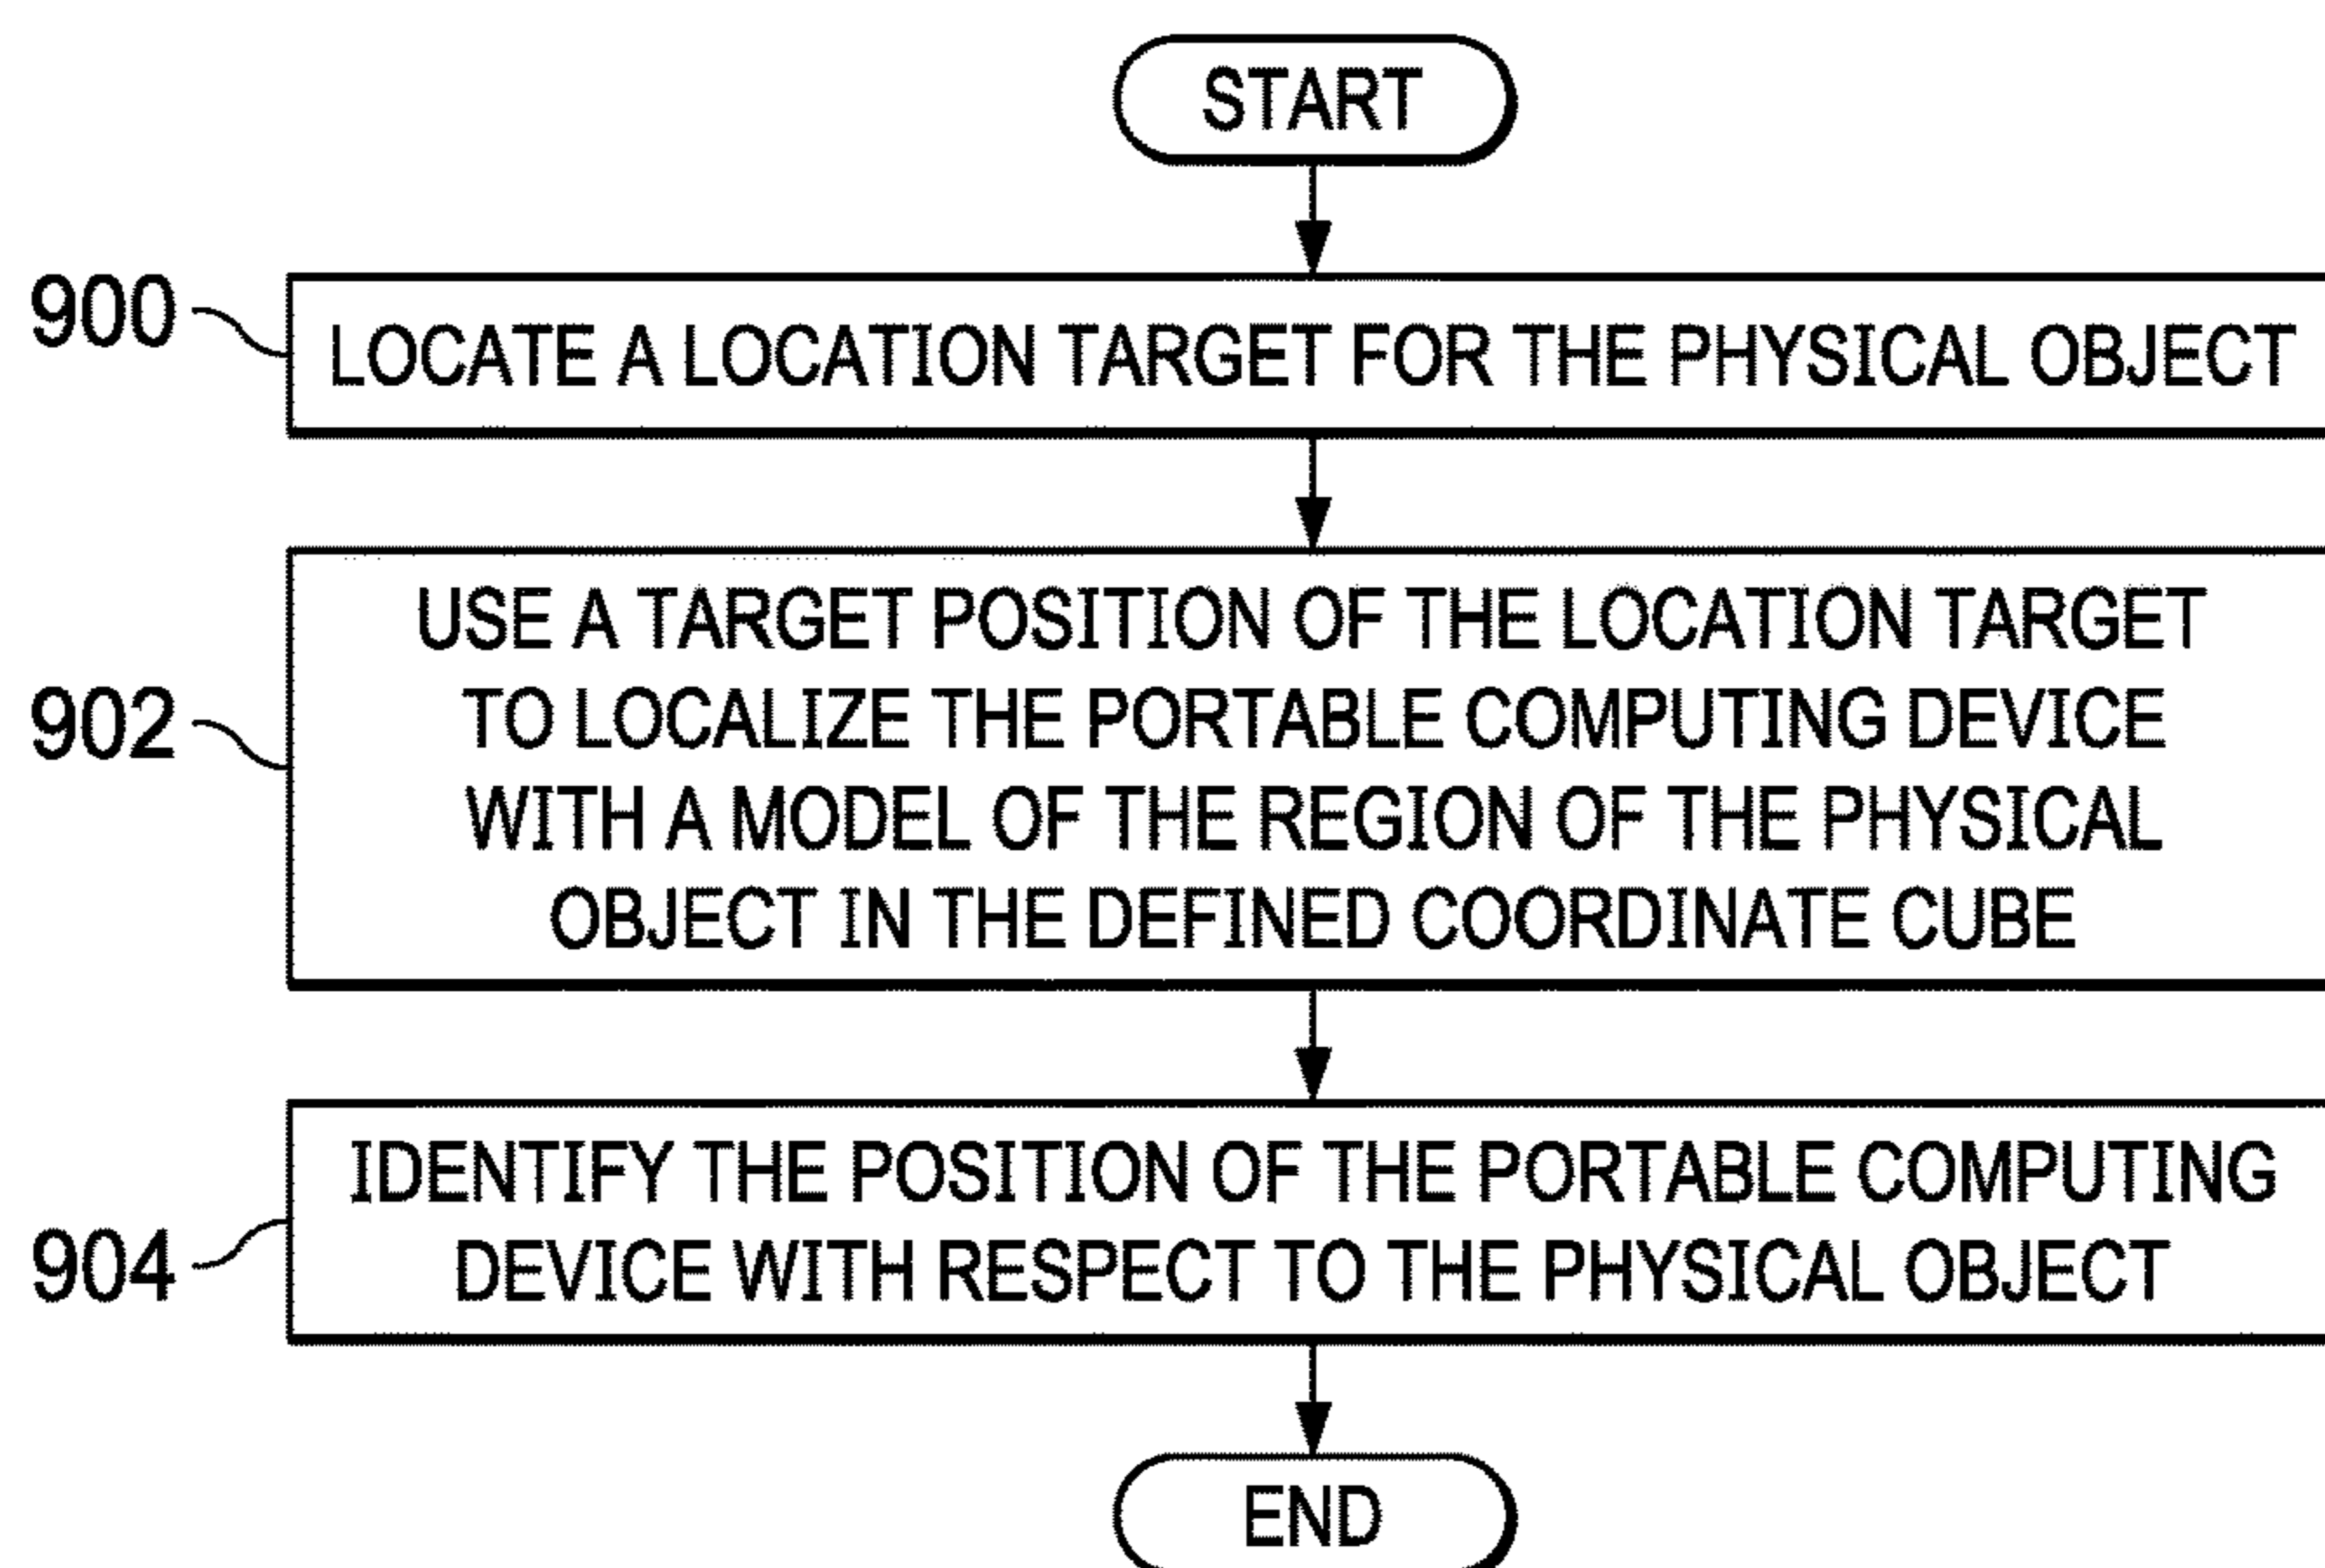 START
900
LOCATE A LOCATION TARGET FOR THE PHYSICAL OBJECT
902
USE A TARGET POSITION OF THE LOCATION TARGET
TO LOCALIZE THE PORTABLE COMPUTING DEVICE
WITH A MODEL OF THE REGION OF THE PHYSICAL
OBJECT IN THE DEFINED COORDINATE CUBE
904
IDENTIFY THE POSITION OF THE PORTABLE COMPUTING
DEVICE WITH RESPECT TO THE PHYSICAL OBJECT
END